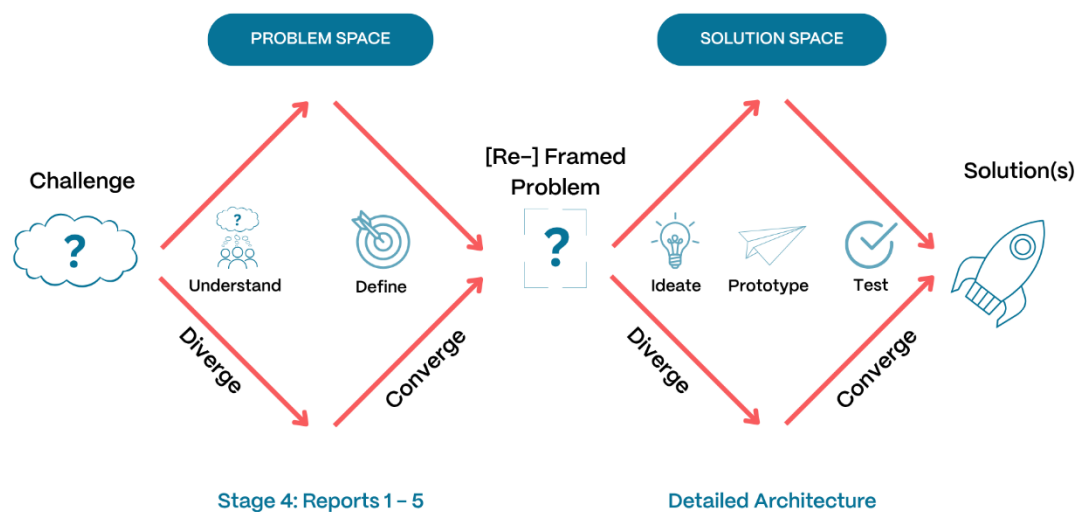 PROBLEM SPACE
SOLUTION SPACE
Challenge
?
?
Understand
Define
Diverge
Converge
[Re-] Framed
Problem
?
Ideate
Prototype
Test
Diverge
Converge
Solution(s)
Stage 4: Reports 1 – 5
Detailed Architecture